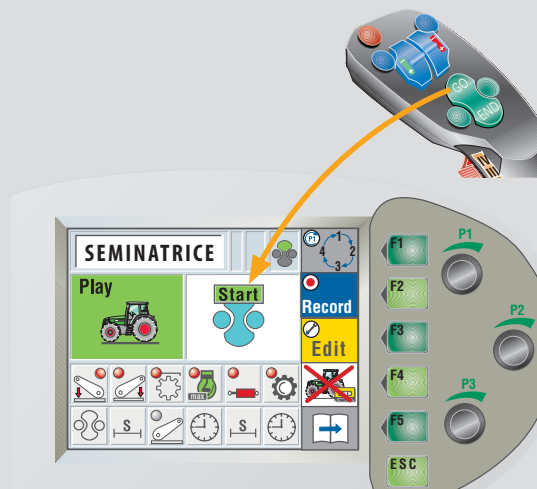 GO
END
SEMINATRICE
P1
1
4 2
3
Play
Start
Record
Edit
max
S
S
F1
F2
F3
F4
F5
ESC
P1
P2
P3